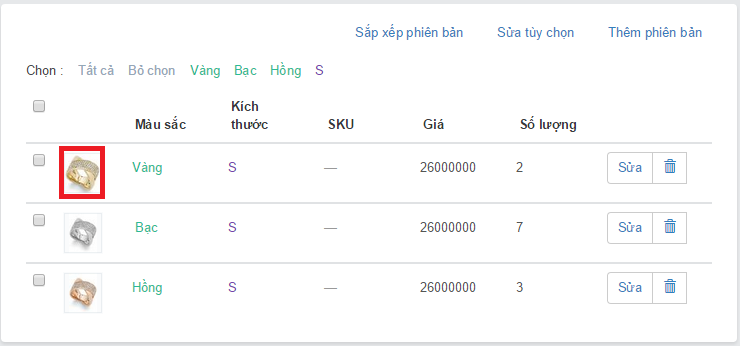 Sắp xếp phiên bản Sửa tùy chọn Thêm phiên bản
Chọn : Tất cả Bỏ chọn Vàng Bạc Hồng S
Màu sắc Kích thước SKU Giá Số lượng
Vàng S — 26000000 2 Sửa
Bạc S — 26000000 7 Sửa
Hồng S — 26000000 3 Sửa